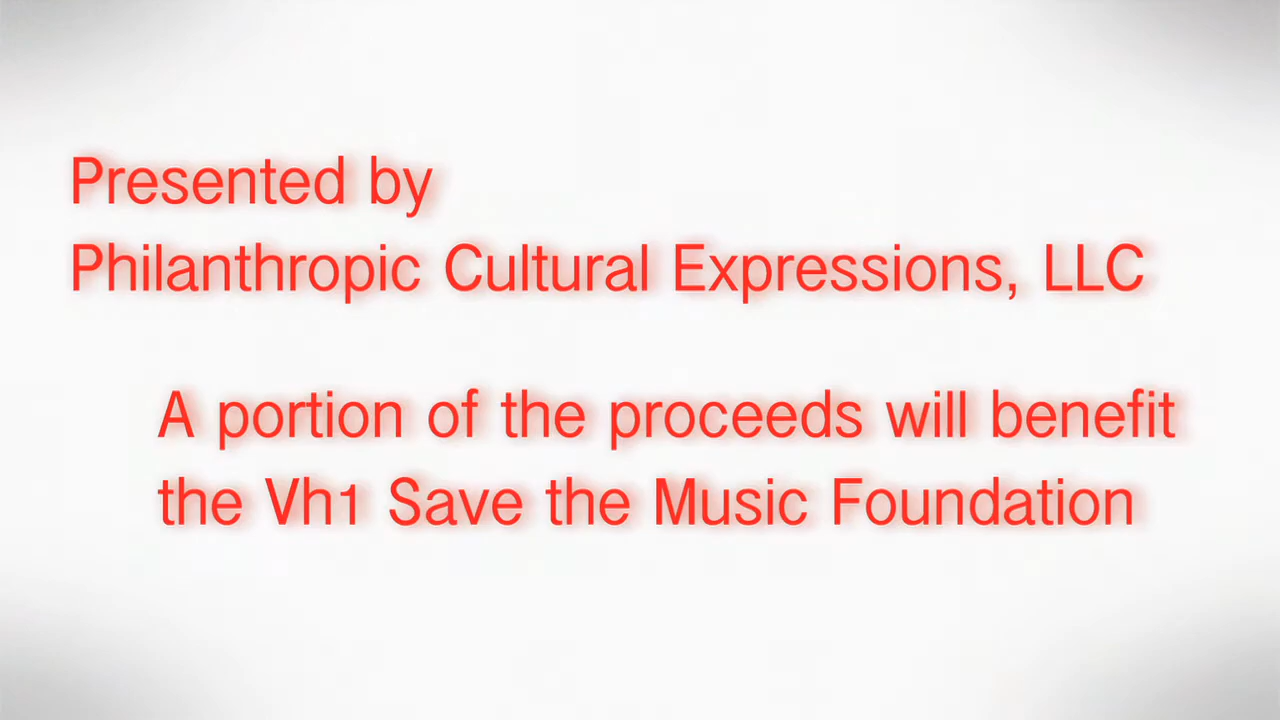 Presented by
Philanthropic Cultural Expressions, LLC
A portion of the proceeds will benefit
the Vh1 Save the Music Foundation